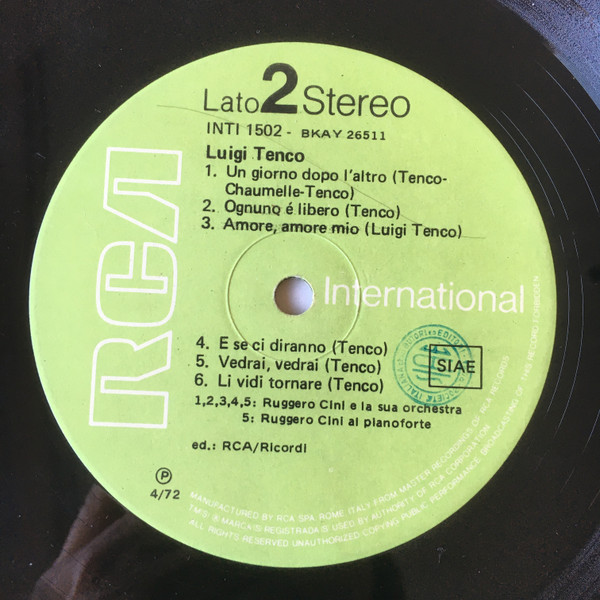 Lato 2 Stereo
INTI 1502 - BKAY 26511
Luigi Tenco
1. Un giorno dopo l'altro (Tenco-
Chaumelle-Tenco)
2. Ognuno é libero (Tenco)
3. Amore, amore mio (Luigi Tenco)
RCA
International
4. E se ci diranno (Tenco)
5. Vedrai, vedrai (Tenco)
6. Li vidi tornare (Tenco)
SIAE
1,2,3,4,5: Ruggero Cini e la sua orchestra
5: Ruggero Cini al pianoforte
ed.: RCA/Ricordi
℗
4/72
MANUFACTURED BY RCA SPA ROME ITALY FROM MASTER RECORDINGS OF RCA RECORDS
TM(S) ® MARCA(S) REGISTRADA(S) USED BY AUTHORITY OF RCA CORPORATION
ALL RIGHTS RESERVED UNAUTHORIZED COPYING PUBLIC PERFORMANCE BROADCASTING OF THIS RECORD FORBIDDEN